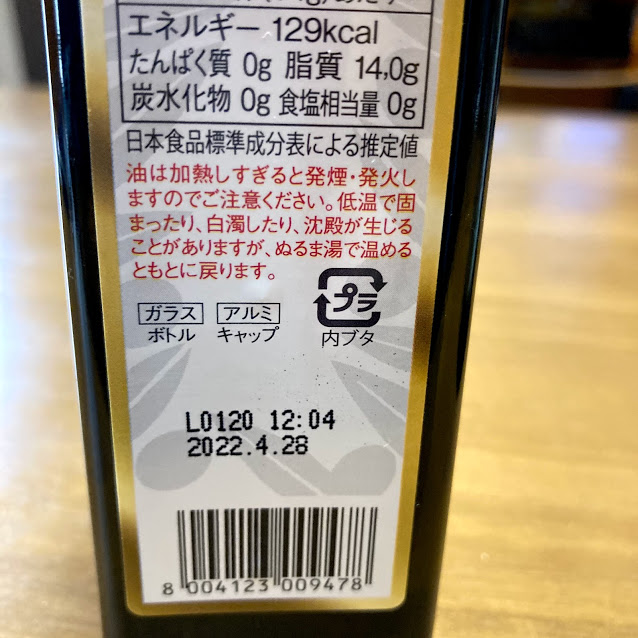 エネルギー 129kcal
たんぱく質 0g 脂質 14,0g
炭水化物 0g 食塩相当量 0g
日本食品標準成分表による推定値
油は加熱しすぎると発煙・発火し
ますのでご注意ください。低温で固
まったり、白濁したり、沈殿が生じる
ことがありますが、ぬるま湯で温める
ともとに戻ります。
ガラス アルミ プラ
ボトル キャップ 内ブタ
L0120 12:04
2022.4.28
8 004123 009478